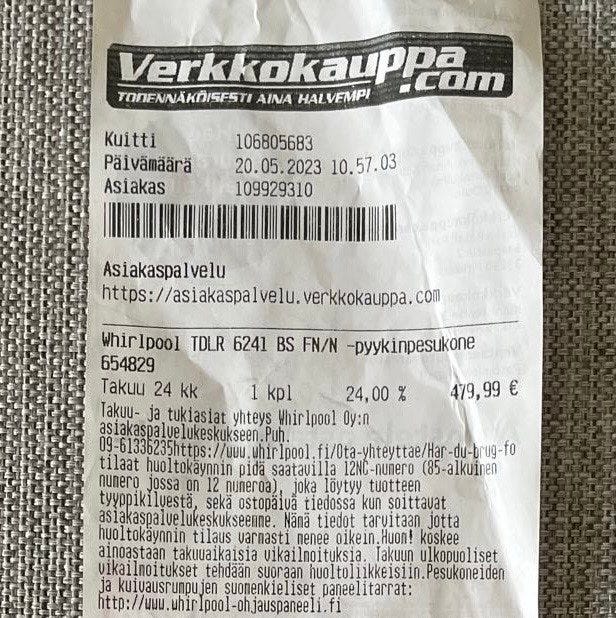 Verkkokauppa
.com
TODENNÄKÖISESTI AINA HALVEMPI
Kuitti 106805683
Päivämäärä 20.05.2023 10.57.03
Asiakas 109929310
Asiakaspalvelu
https://asiakaspalvelu.verkkokauppa.com
Whirlpool TDLR 6241 BS FN/N -pyykinpesukone
654829
Takuu 24 kk 1 kpl 24,00 % 479,99 €
Takuu- ja tukiasiat yhteys Whirlpool Oy:n
asiakaspalvelukeskukseen.Puh.
09-61336235https://www.whirlpool.fi/Ota-yhteyttae/Har-du-brug-fo
tilaat huoltokäynnin pidä saatavilla 12NC-numero (85-alkuinen
numero jossa on 12 numeroa), joka löytyy tuotteen
tyyppikilvestä, sekä ostopäivä tiedossa kun soittavat
asiakaspalvelukeskukseemme. Nämä tiedot tarvitaan jotta
huoltokäynnin tilaus varmasti menee oikein.Huom! koskee
ainoastaan takuuaikaisia vikailmoituksia. Takuun ulkopuoliset
vikailmoitukset tehdään suoraan huoltoliikkeisiin.Pesukoneiden
ja kuivausrumpujen suomenkieliset paneelitarrat:
http://www.whirlpool-ohjauspaneeli.fi